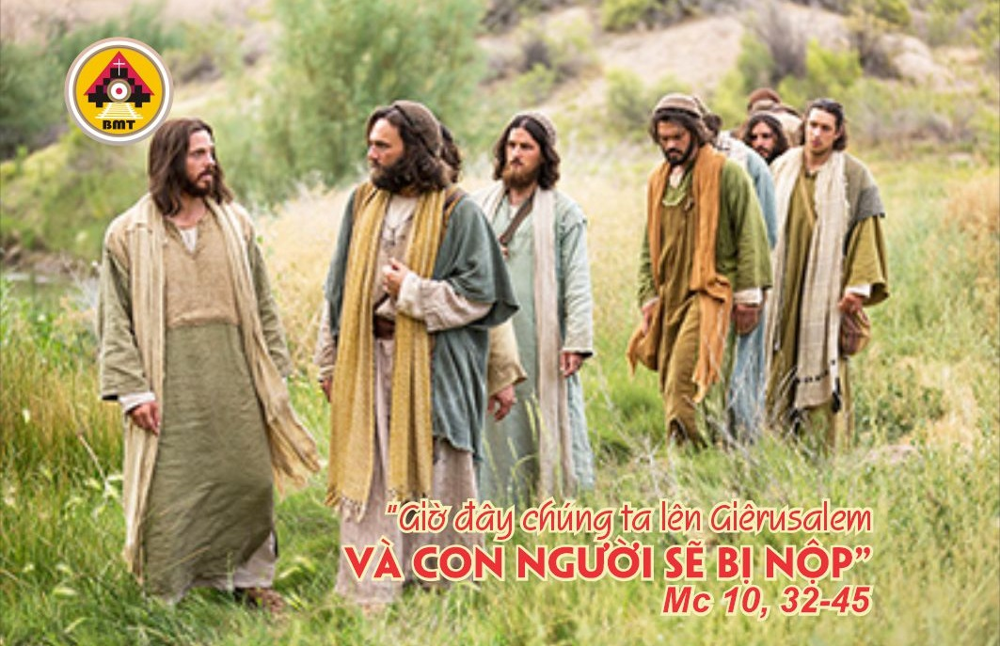 BMT
"Giờ đây chúng ta lên Giêrusalem
VÀ CON NGƯỜI SẼ BỊ NỘP"
Mc 10, 32-45